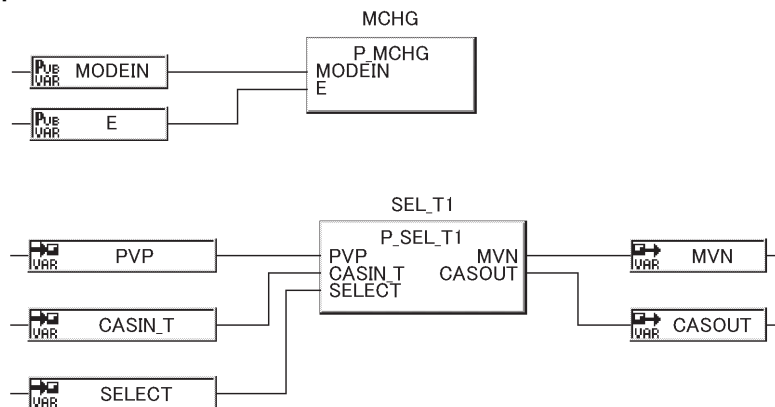 MCHG
P_MCHG
PUB VAR MODEIN
MODEIN
E
PUB VAR E
SEL_T1
P_SEL_T1
VAR PVP
PVP MVN
VAR MVN
CASIN_T CASOUT
SELECT
VAR CASIN_T
VAR CASOUT
VAR SELECT